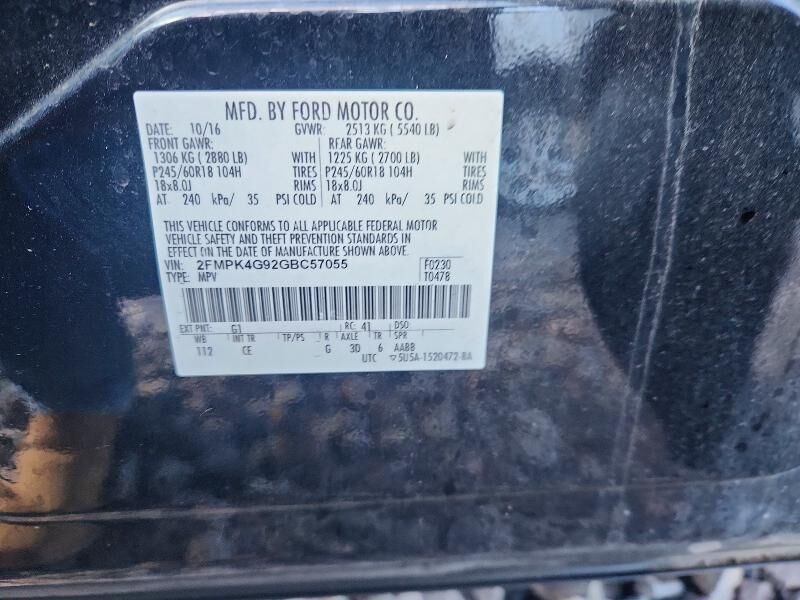 MFD. BY FORD MOTOR CO.
DATE: 10/16 GVWR: 2513 KG ( 5540 LB)
FRONT GAWR: REAR GAWR:
1306 KG ( 2880 LB) WITH 1225 KG ( 2700 LB) WITH
P245/60R18 104H TIRES P245/60R18 104H TIRES
18x8.0J RIMS 18x8.0J RIMS
AT 240 kPa/ 35 PSI COLD AT 240 kPa/ 35 PSI COLD
THIS VEHICLE CONFORMS TO ALL APPLICABLE FEDERAL MOTOR
VEHICLE SAFETY AND THEFT PREVENTION STANDARDS IN
EFFECT ON THE DATE OF MANUFACTURE SHOWN ABOVE.
VIN: 2FMPK4G92GBC57055 F0230
TYPE: MPV T0478
EXT PNT: G1 RC: 41 DSO:
WB INT TR TP/PS R AXLE TR SPR
112 CE G 3D 6 AABB
UTC ▽5U5A-1520472-BA